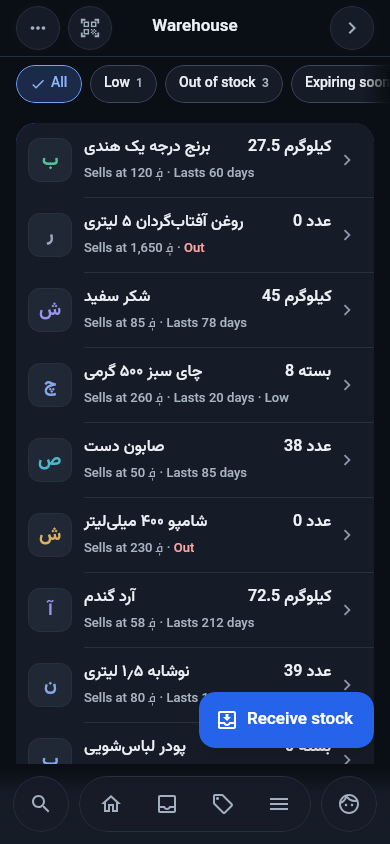 Warehouse
All
Low 1
Out of stock 3
Expiring soon
ب
برنج درجه یک هندی
27.5 کیلوگرم
Sells at 120 ؋ · Lasts 60 days
ر
روغن آفتاب‌گردان ۵ لیتری
0 عدد
Sells at 1,650 ؋ · Out
ش
شکر سفید
45 کیلوگرم
Sells at 85 ؋ · Lasts 78 days
چ
چای سبز ۵۰۰ گرمی
8 بسته
Sells at 260 ؋ · Lasts 20 days · Low
ص
صابون دست
38 عدد
Sells at 50 ؋ · Lasts 85 days
ش
شامپو ۴۰۰ میلی‌لیتر
0 عدد
Sells at 230 ؋ · Out
آ
آرد گندم
72.5 کیلوگرم
Sells at 58 ؋ · Lasts 212 days
ن
نوشابه ۱٫۵ لیتری
39 عدد
Sells at 80 ؋ · Lasts
پودر لباس‌شویی
بسته
Receive stock